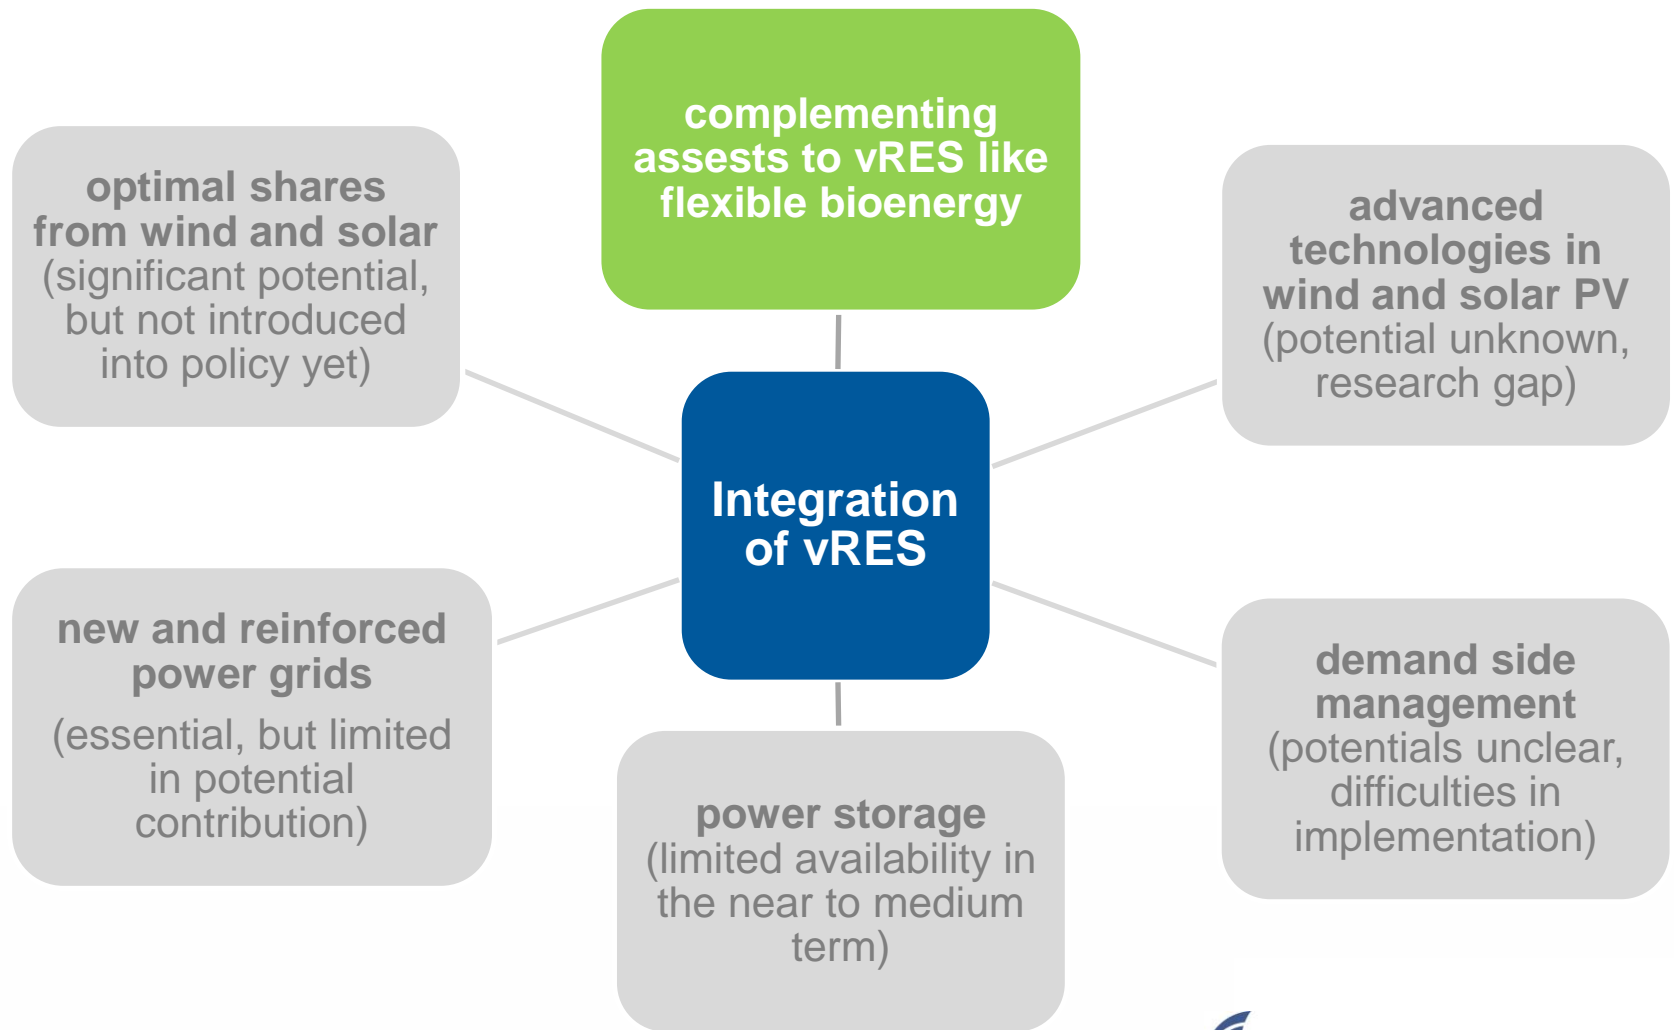 complementing
assests to vRES like
flexible bioenergy
optimal shares
from wind and solar
(significant potential,
but not introduced
into policy yet)
advanced
technologies in
wind and solar PV
(potential unknown,
research gap)
Integration
of vRES
new and reinforced
power grids
(essential, but limited
in potential
contribution)
demand side
management
(potentials unclear,
difficulties in
implementation)
power storage
(limited availability in
the near to medium
term)